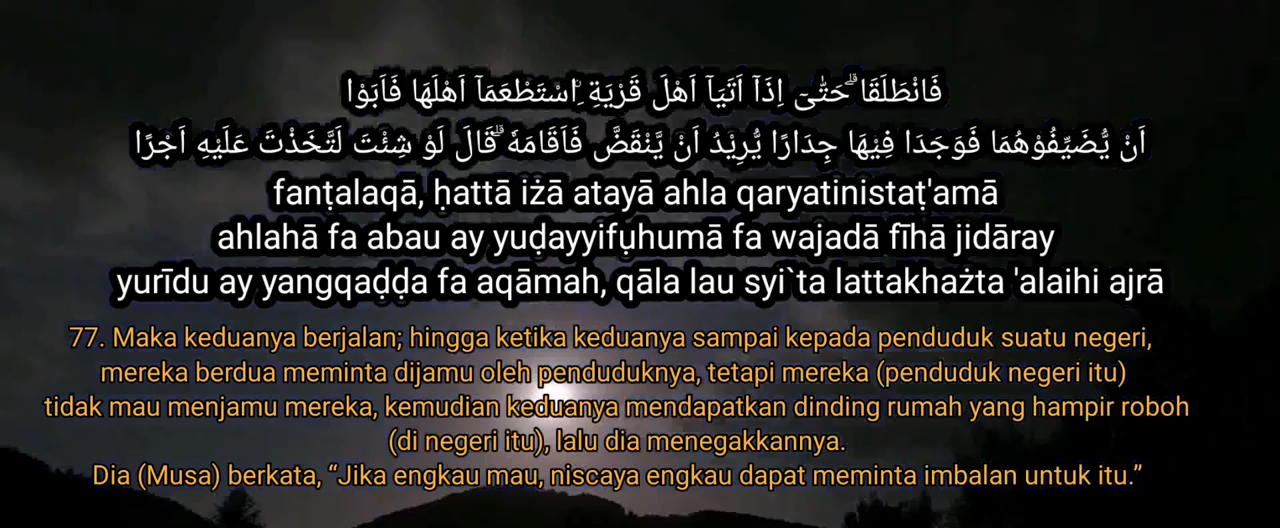 فَانْطَلَقَا ۗحَتّٰىٓ اِذَآ اَتَيَآ اَهْلَ قَرْيَةِ ۨاسْتَطْعَمَآ اَهْلَهَا فَاَبَوْا
اَنْ يُّضَيِّفُوْهُمَا فَوَجَدَا فِيْهَا جِدَارًا يُّرِيْدُ اَنْ يَّنْقَضَّ فَاَقَامَهٗ ۗقَالَ لَوْ شِئْتَ لَتَّخَذْتَ عَلَيْهِ اَجْرًا
fanṭalaqā, ḥattā iżā atayā ahla qaryatinistaṭ'amā
ahlahā fa abau ay yuḍayyifụhumā fa wajadā fīhā jidāray
yurīdu ay yangqaḍḍa fa aqāmah, qāla lau syi`ta lattakhażta 'alaihi ajrā
77. Maka keduanya berjalan; hingga ketika keduanya sampai kepada penduduk suatu negeri,
mereka berdua meminta dijamu oleh penduduknya, tetapi mereka (penduduk negeri itu)
tidak mau menjamu mereka, kemudian keduanya mendapatkan dinding rumah yang hampir roboh
(di negeri itu), lalu dia menegakkannya.
Dia (Musa) berkata, “Jika engkau mau, niscaya engkau dapat meminta imbalan untuk itu.”